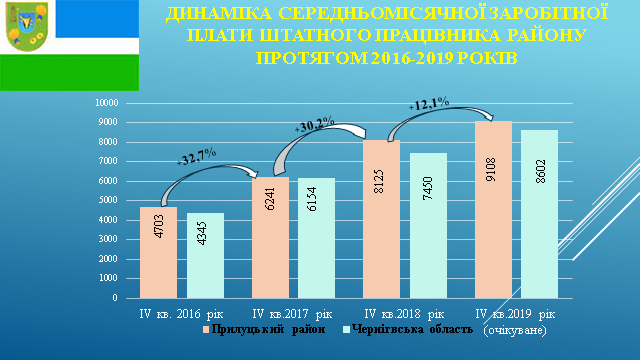 ДИНАМІКА СЕРЕДНЬОМІСЯЧНОЇ ЗАРОБІТНОЇ
ПЛАТИ ШТАТНОГО ПРАЦІВНИКА РАЙОНУ
ПРОТЯГОМ 2016-2019 РОКІВ
10000
9000
8000
7000
6000
5000
4000
3000
2000
1000
0
+32,7%
+30,2%
+12,1%
4703
4345
6241
6154
8125
7450
9108
8602
IV кв. 2016 рік
IV кв.2017 рік
IV кв.2018 рік
IV кв.2019 рік
(очікуване)
Прилуцький район
Чернігвська область